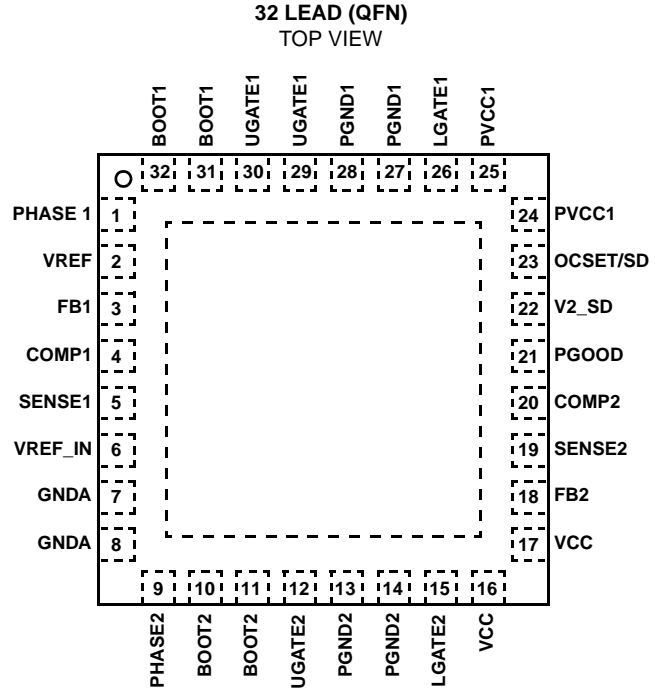 32 LEAD (QFN)
TOP VIEW
BOOT1
BOOT1
UGATE1
UGATE1
PGND1
PGND1
LGATE1
PVCC1
32 31 30 29 28 27 26 25
PHASE 1 1
VREF 2
FB1 3
COMP1 4
SENSE1 5
VREF_IN 6
GNDA 7
GNDA 8
24 PVCC1
23 OCSET/SD
22 V2_SD
21 PGOOD
20 COMP2
19 SENSE2
18 FB2
17 VCC
9 10 11 12 13 14 15 16
PHASE2
BOOT2
BOOT2
UGATE2
PGND2
PGND2
LGATE2
VCC